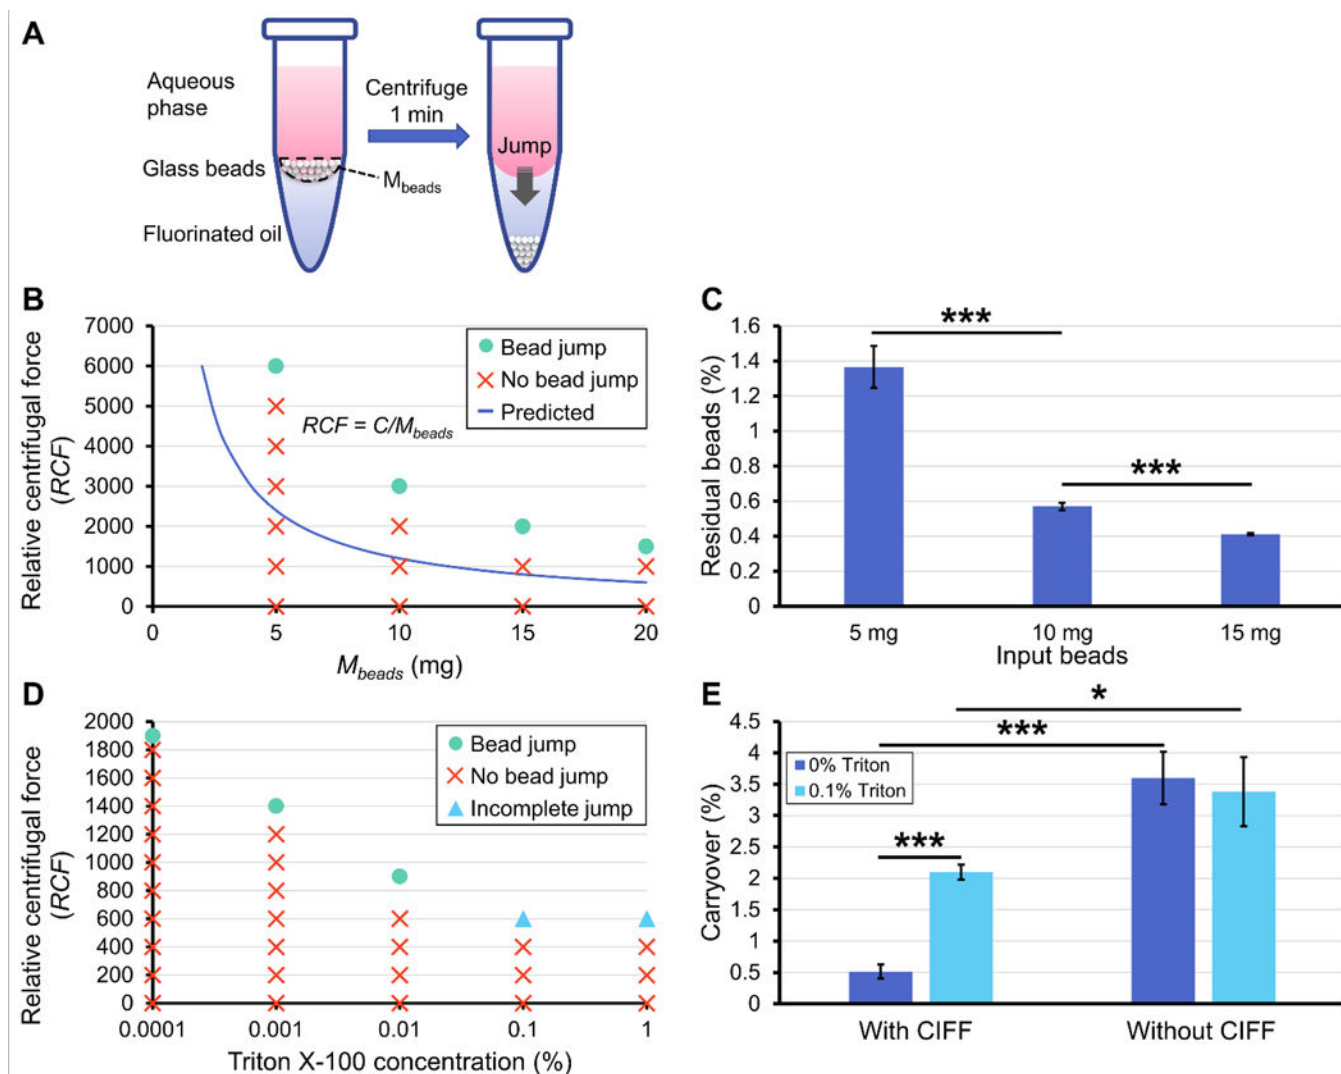 A
Aqueous
phase
Glass beads
Fluorinated oil
Centrifuge
1 min
M_beads
Jump
B
Relative centrifugal force
(RCF)
7000
6000
5000
4000
3000
2000
1000
0
Bead jump
No bead jump
Predicted
RCF = C/M_beads
0
5
10
15
20
M_beads (mg)
C
Residual beads (%)
1.6
1.4
1.2
1
0.8
0.6
0.4
0.2
0
***
***
5 mg
10 mg
15 mg
Input beads
D
Relative centrifugal force
(RCF)
2000
1800
1600
1400
1200
1000
800
600
400
200
0
Bead jump
No bead jump
Incomplete jump
0.0001
0.001
0.01
0.1
1
Triton X-100 concentration (%)
E
Carryover (%)
4.5
4
3.5
3
2.5
2
1.5
1
0.5
0
0% Triton
0.1% Triton
*
***
***
With CIFF
Without CIFF